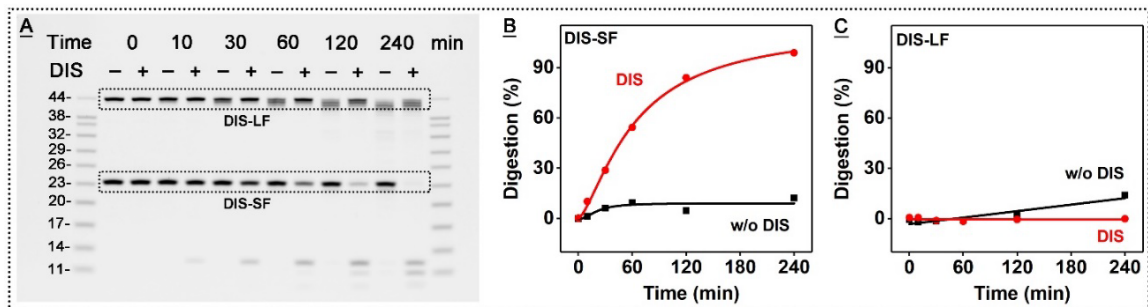 A
Time 0 10 30 60 120 240 min
DIS − + − + − + − + − + − +
44-
DIS-LF
38-
32-
29-
26-
23-
DIS-SF
20-
17-
14-
11-
B
DIS-SF
DIS
w/o DIS
Digestion (%)
90
60
30
0
0 60 120 180 240
Time (min)
C
DIS-LF
w/o DIS
DIS
Digestion (%)
90
60
30
0
0 60 120 180 240
Time (min)